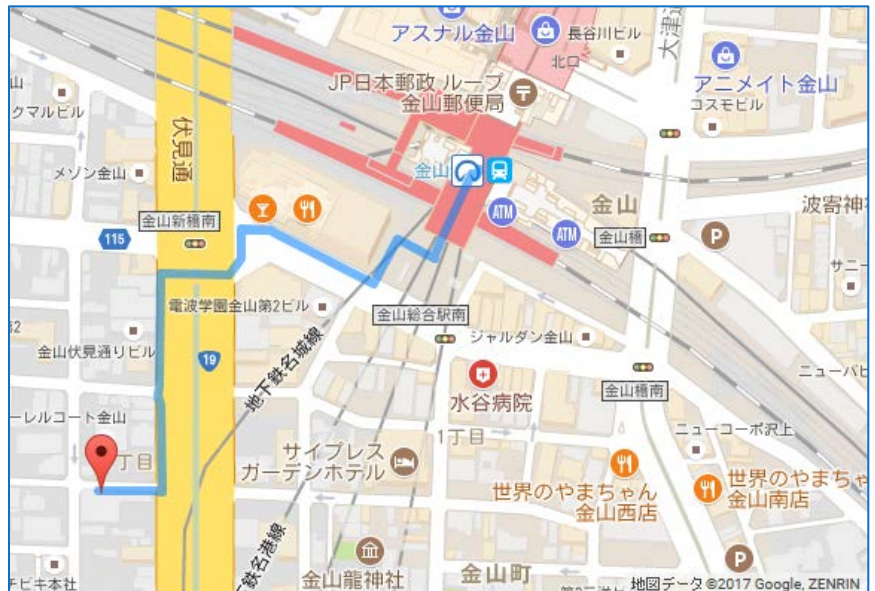 アスナル金山
長谷川ビル
北口
大津通
アニメイト金山
コスモビル
JP日本郵政 ループ
金山郵便局
山
クマルビル
伏見通
メゾン金山
金山
ATM
ATM
金山
波寄神社
金山新橋南
金山橋
P
115
サニー
電波学園金山第2ビル
金山総合駅南
ジャルダン金山
金山伏見通りビル
19
地下鉄名城線
金山橋南
ニューパビ
水谷病院
ーレルコート金山
丁目
1丁目
ニューコーポ沢上
サイプレス
ガーデンホテル
世界のやまちゃん
金山西店
世界のやまちゃ
金山南店
下鉄名港線
チビキ本社
金山龍神社
金山町
P
地図データ ©2017 Google, ZENRIN